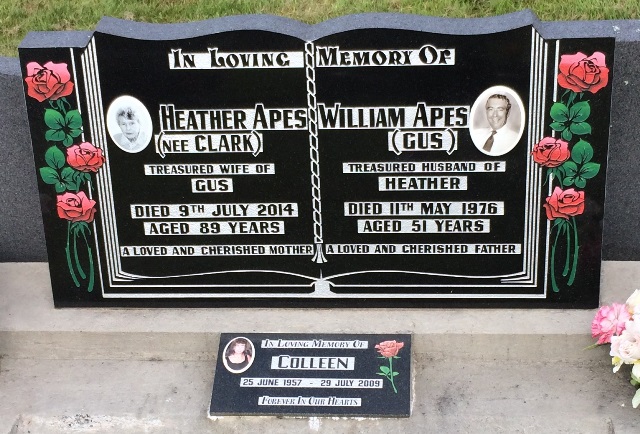 IN LOVING MEMORY OF
HEATHER APES
(NEE CLARK)
TREASURED WIFE OF
GUS
DIED 9TH JULY 2014
AGED 89 YEARS
A LOVED AND CHERISHED MOTHER
WILLIAM APES
(GUS)
TREASURED HUSBAND OF
HEATHER
DIED 11TH MAY 1976
AGED 51 YEARS
A LOVED AND CHERISHED FATHER
IN LOVING MEMORY OF
COLLEEN
25 JUNE 1957 - 29 JULY 2009
FOREVER IN OUR HEARTS